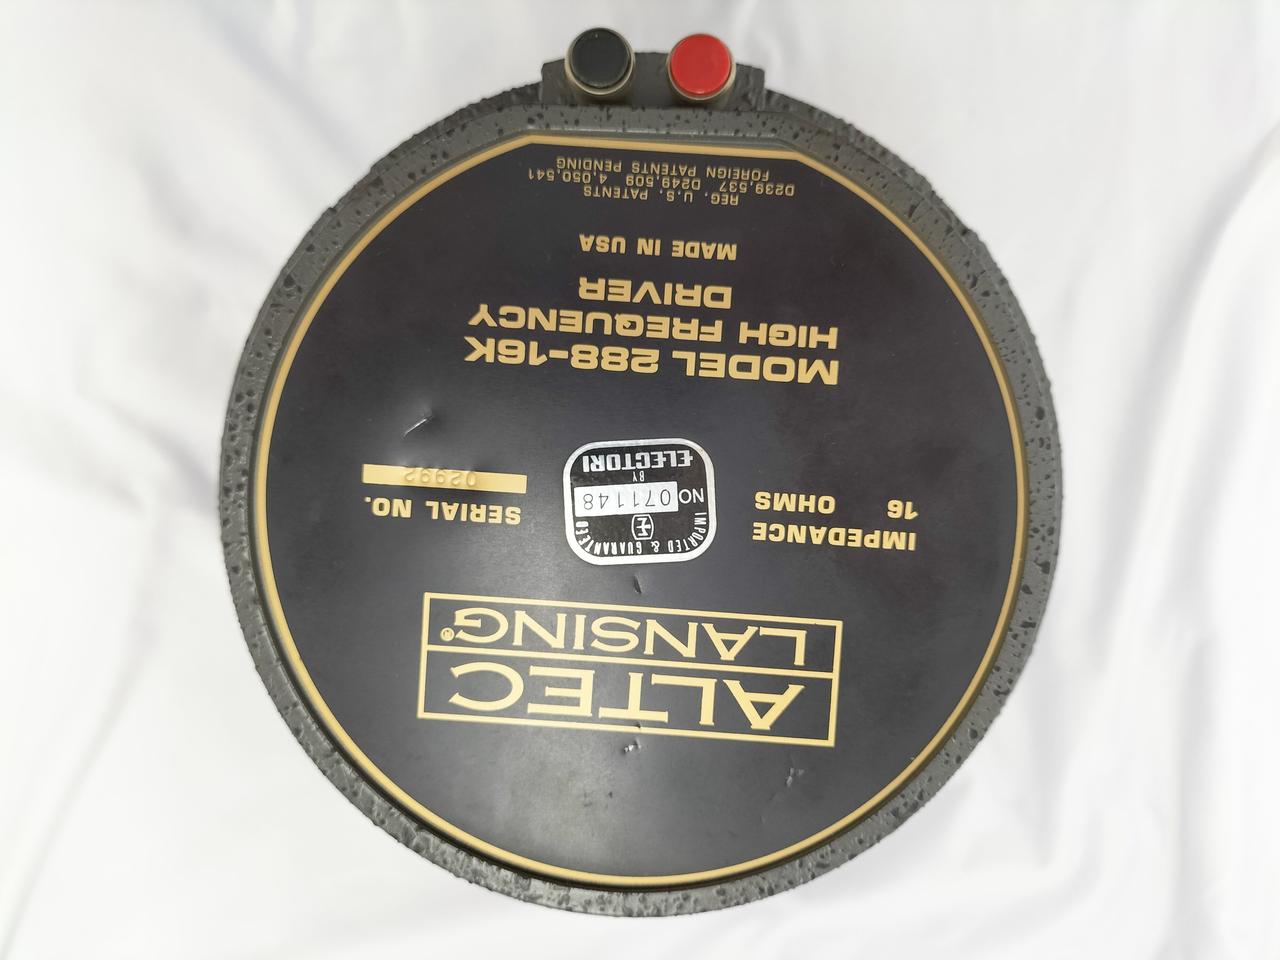 ALTEC
LANSING®
IMPEDANCE
16 OHMS
IMPORTED & GUARANTEED
NO. 071148
BY
ELECTORI
SERIAL NO.
02992
MODEL 288-16K
HIGH FREQUENCY
DRIVER
MADE IN USA
REG. U.S. PATENTS
D239,537 D249,509 4,050,541
FOREIGN PATENTS PENDING